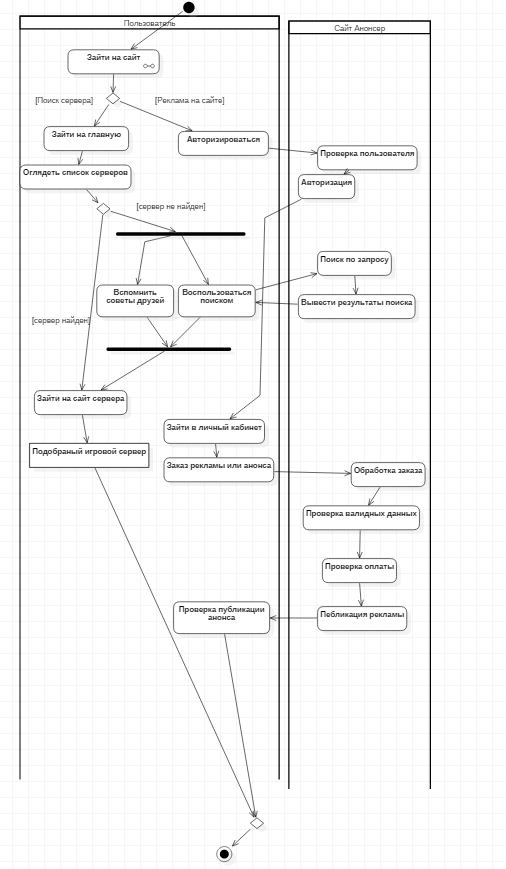 Пользователь
Сайт Анонсер
Зайти на сайт
[Поиск сервера]
[Реклама на сайте]
Зайти на главную
Авторизироваться
Проверка пользователя
Оглядеть список серверов
Авторизация
[сервер не найден]
Поиск по запросу
Вспомнить
советы друзей
Воспользоваться
поиском
Вывести результаты поиска
[сервер найден]
Зайти на сайт сервера
Зайти в личный кабинет
Подобраный игровой сервер
Заказ рекламы или анонса
Обработка заказа
Проверка валидных данных
Проверка оплаты
Проверка публикации
анонса
Пебликация рекламы